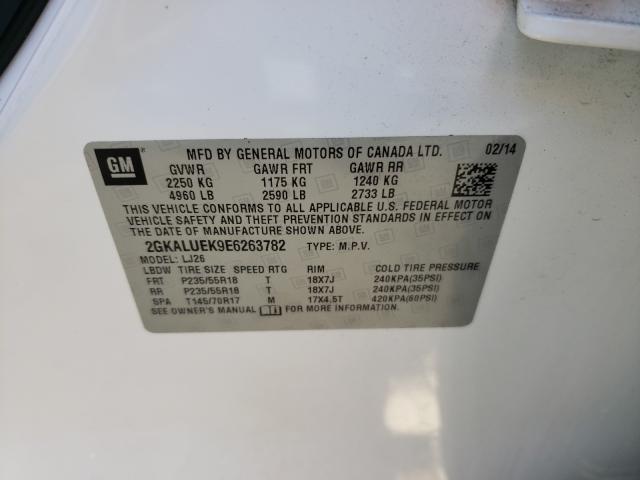 GM
MFD BY GENERAL MOTORS OF CANADA LTD. 02/14
GVWR GAWR FRT GAWR RR
2250 KG 1175 KG 1240 KG
4960 LB 2590 LB 2733 LB
THIS VEHICLE CONFORMS TO ALL APPLICABLE U.S. FEDERAL MOTOR
VEHICLE SAFETY AND THEFT PREVENTION STANDARDS IN EFFECT ON
THE DATE OF MANUFACTURE SHOWN ABOVE.
2GKALUEK9E6263782 TYPE: M.P.V.
MODEL: LJ26
LBDW TIRE SIZE SPEED RTG RIM COLD TIRE PRESSURE
FRT P235/55R18 T 18X7J 240KPA(35PSI)
RR P235/55R18 T 18X7J 240KPA(35PSI)
SPA T145/70R17 M 17X4.5T 420KPA(60PSI)
SEE OWNER'S MANUAL FOR MORE INFORMATION.